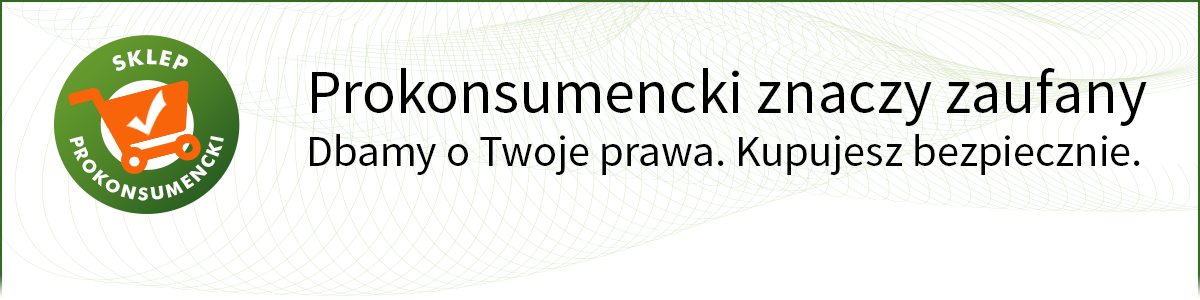 SKLEP
PROKONSUMENCKI
Prokonsumencki znaczy zaufany
Dbamy o Twoje prawa. Kupujesz bezpiecznie.